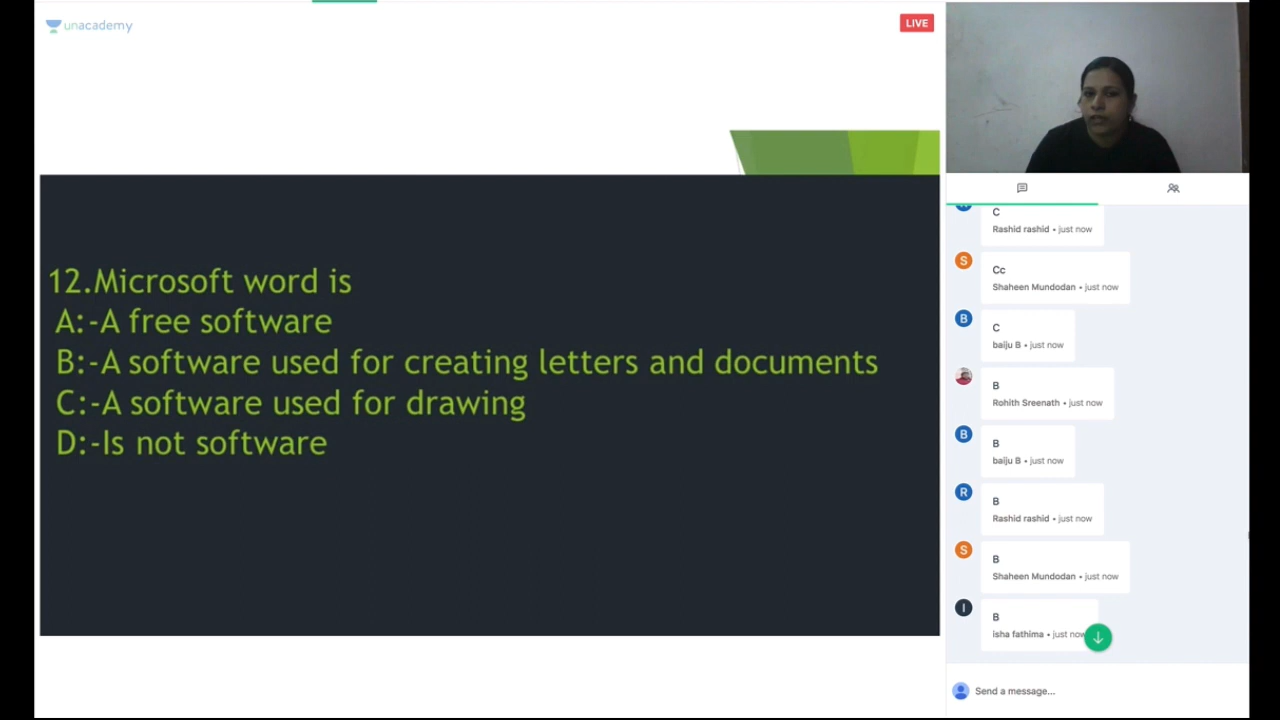 unacademy
LIVE
12.Microsoft word is
A:-A free software
B:-A software used for creating letters and documents
C:-A software used for drawing
D:-Is not software
C
Rashid rashid • just now
S
Cc
Shaheen Mundodan • just now
B
C
baiju B • just now
B
Rohith Sreenath • just now
B
B
baiju B • just now
R
B
Rashid rashid • just now
S
B
Shaheen Mundodan • just now
I
B
isha fathima • just now
Send a message...